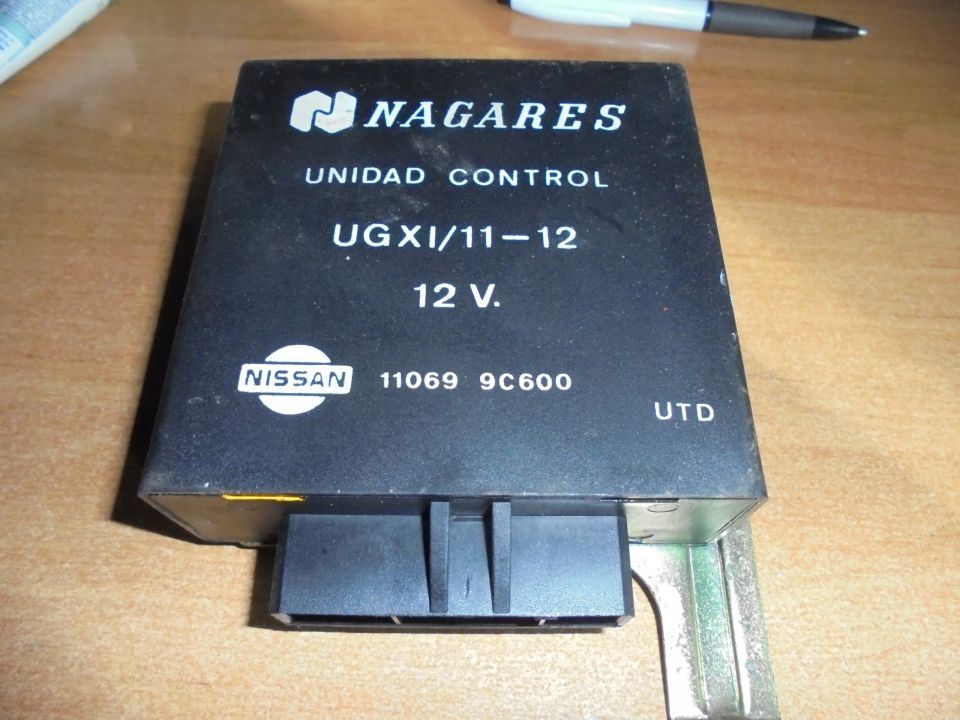 NAGARES
UNIDAD CONTROL
UGXI/11-12
12 V.
NISSAN 11069 9C600
UTD